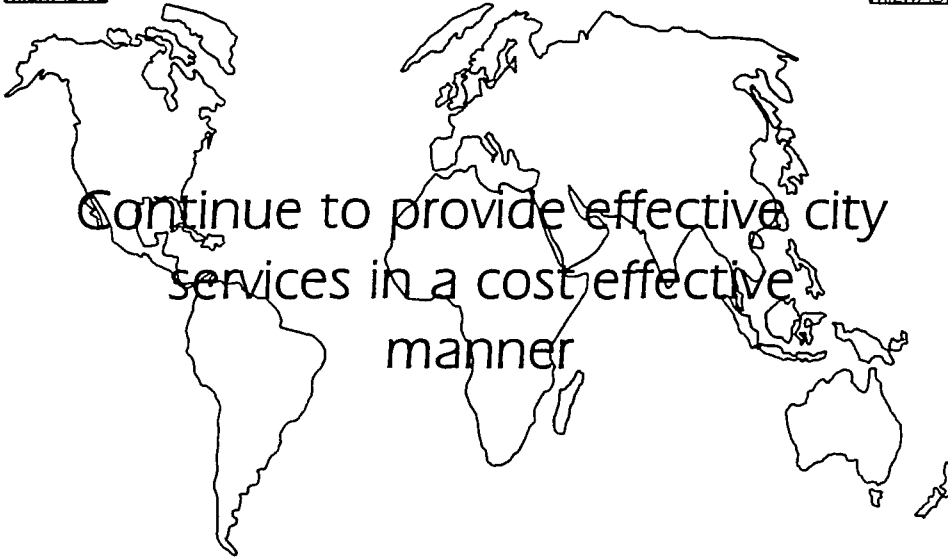 Continue to provide effective city
services in a cost effective
manner